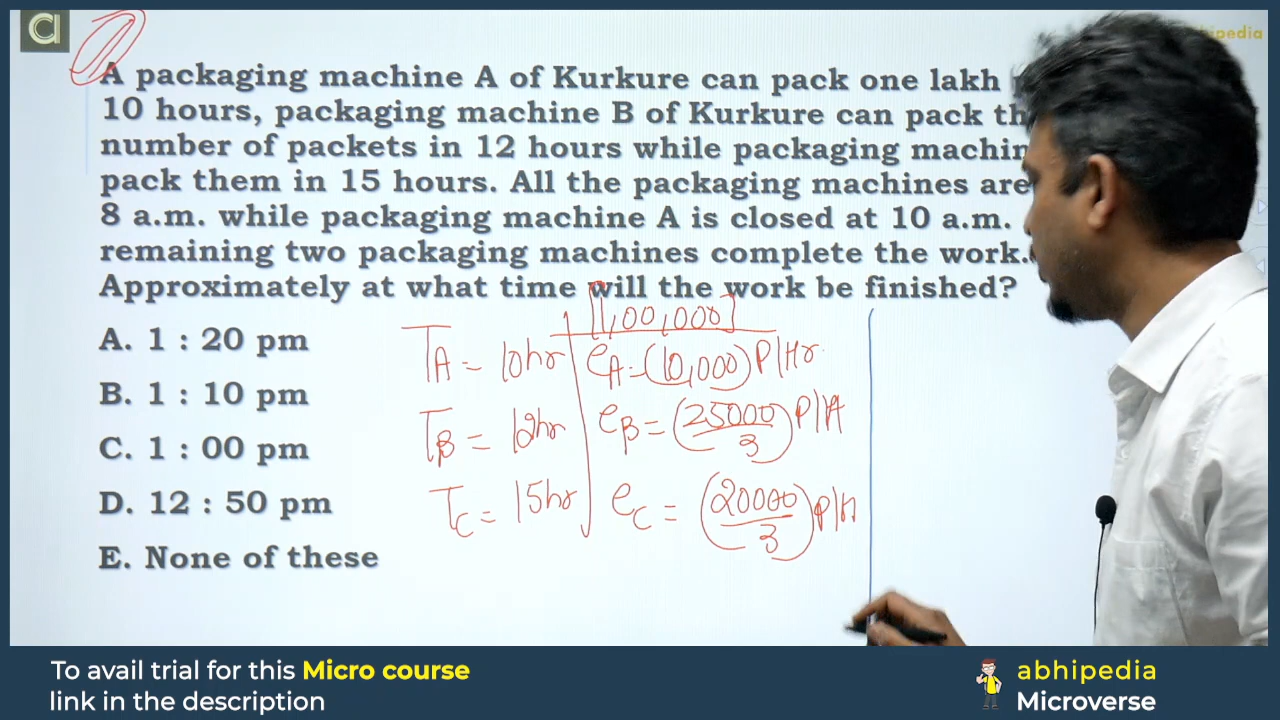 A packaging machine A of Kurkure can pack one lakh
10 hours, packaging machine B of Kurkure can pack
number of packets in 12 hours while packaging
pack them in 15 hours. All the packaging machines are
8 a.m. while packaging machine A is closed at 10 a.m.
remaining two packaging machines complete the work.
Approximately at what time will the work be finished?
[1,00,000]
A. 1 : 20 pm
B. 1 : 10 pm
C. 1 : 00 pm
D. 12 : 50 pm
E. None of these
TA = 10hr eA = (10,000) P/Hr
TB = 12hr eB = (25000/3) P/H
TC = 15hr eC = (20000/3) P/H
To avail trial for this Micro course
link in the description
abhipedia
Microverse